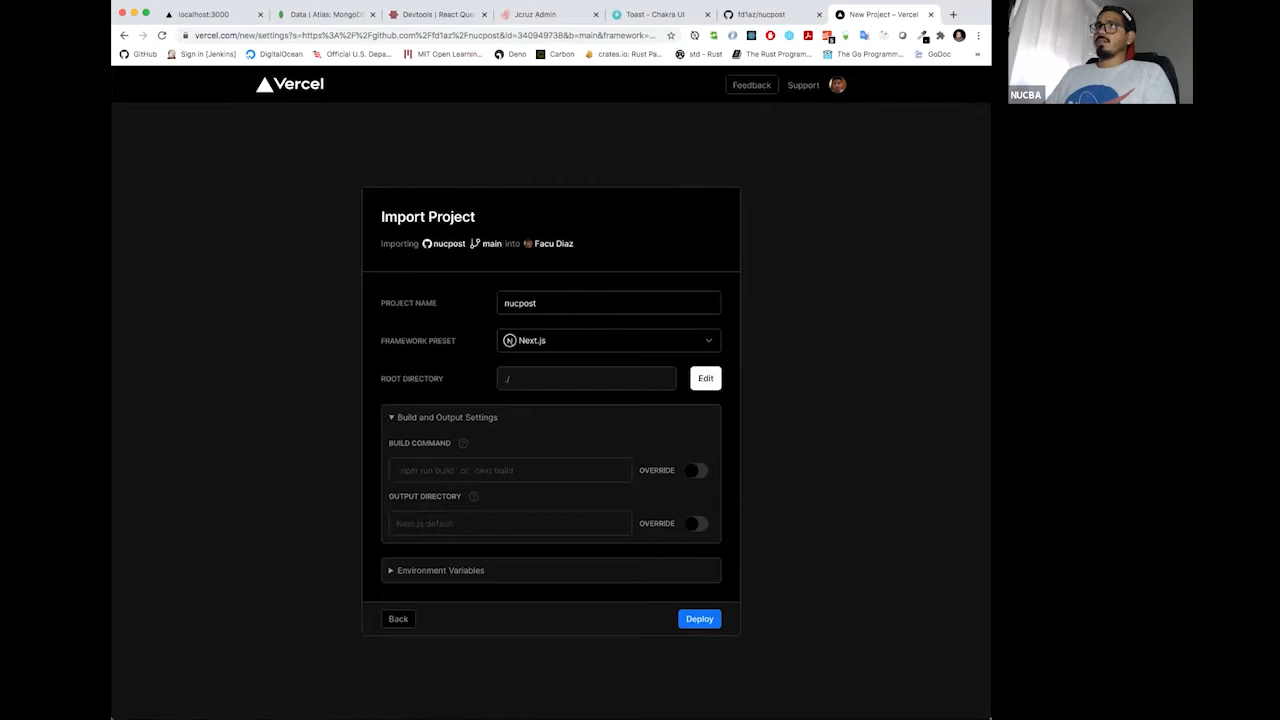 localhost:3000
Data | Atlas: MongoD
Devtools | React Que
Jcruz Admin
Toast - Chakra UI
fd1az/nucpost
New Project – Vercel
vercel.com/new/settings?s=https%3A%2F%2Fgithub.com%2Ffd1az%2Fnucpost&id=340949738&b=main&framework=...
GitHub
Sign in [Jenkins]
DigitalOcean
Official U.S. Depa...
MIT Open Learning...
Deno
Carbon
crates.io: Rust Pa...
std - Rust
The Rust Program...
The Go Programm...
GoDoc
»
NUCBA
Vercel
Feedback
Support
Import Project
Importing nucpost main into Facu Diaz
PROJECT NAME
nucpost
FRAMEWORK PRESET
N Next.js
ROOT DIRECTORY
./
Edit
▼ Build and Output Settings
BUILD COMMAND ?
`npm run build` or `next build`
OVERRIDE
OUTPUT DIRECTORY ?
Next.js default
OVERRIDE
▶ Environment Variables
Back
Deploy